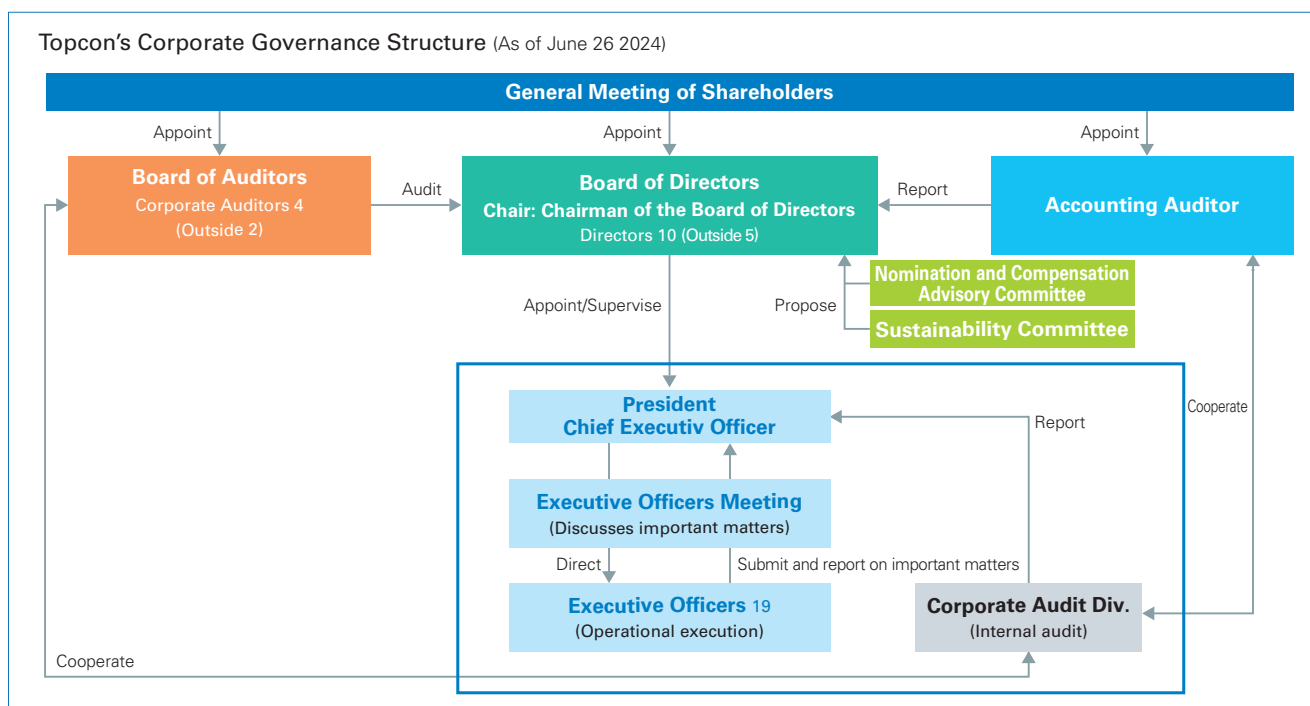 Topcon's Corporate Governance Structure (As of June 26 2024)
General Meeting of Shareholders
Appoint
Appoint
Appoint
Board of Auditors
Corporate Auditors 4
(Outside 2)
Audit
Board of Directors
Chair: Chairman of the Board of Directors
Directors 10 (Outside 5)
Report
Accounting Auditor
Nomination and Compensation
Advisory Committee
Appoint/Supervise
Propose
Sustainability Committee
President
Chief Executiv Officer
Report
Cooperate
Executive Officers Meeting
(Discusses important matters)
Direct
Submit and report on important matters
Executive Officers 19
(Operational execution)
Corporate Audit Div.
(Internal audit)
Cooperate